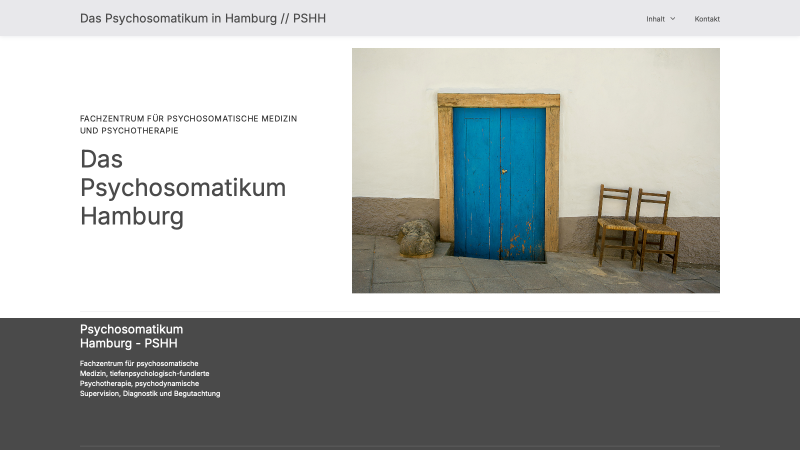 Das Psychosomatikum in Hamburg // PSHH
Inhalt
Kontakt
FACHZENTRUM FÜR PSYCHOSOMATISCHE MEDIZIN
UND PSYCHOTHERAPIE
Das
Psychosomatikum
Hamburg
Psychosomatikum
Hamburg - PSHH
Fachzentrum für psychosomatische
Medizin, tiefenpsychologisch-fundierte
Psychotherapie, psychodynamische
Supervision, Diagnostik und Begutachtung